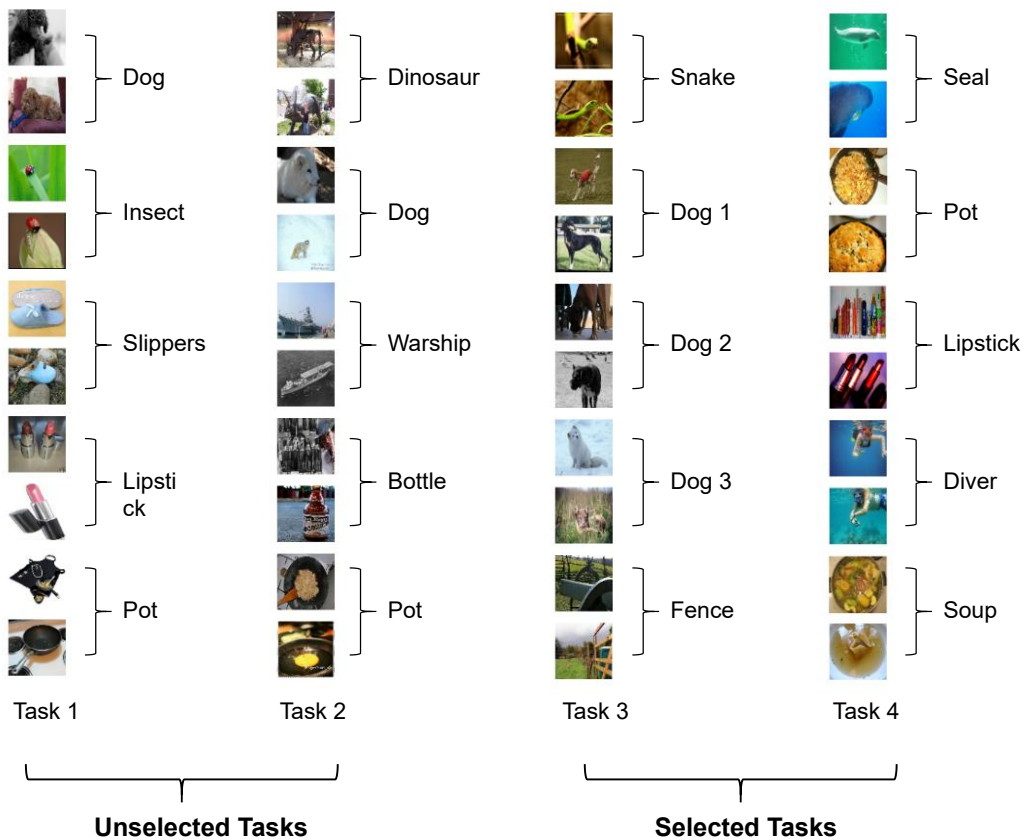 Dog
Insect
Slippers
Lipsti
ck
Pot
Task 1
Dinosaur
Dog
Warship
Bottle
Pot
Task 2
Unselected Tasks
Snake
Dog 1
Dog 2
Dog 3
Fence
Task 3
Seal
Pot
Lipstick
Diver
Soup
Task 4
Selected Tasks